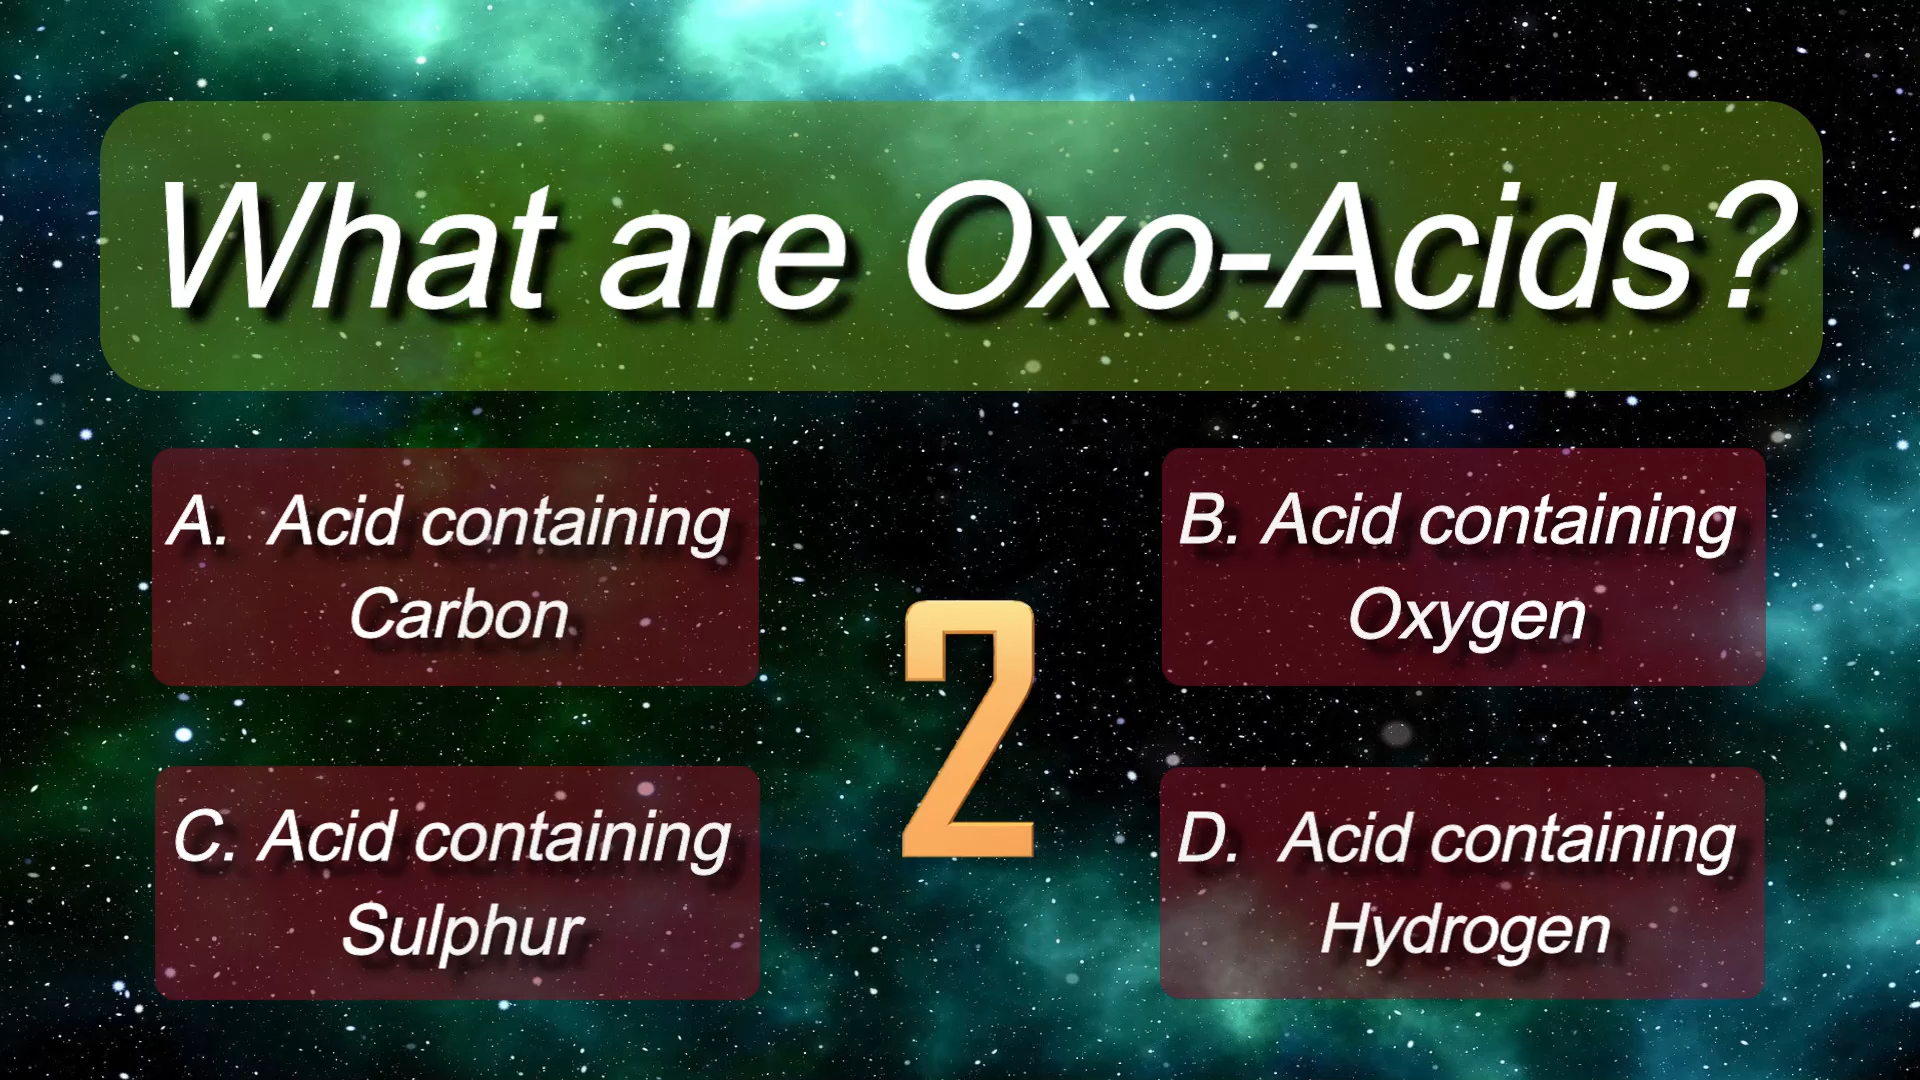 What are Oxo-Acids?
A. Acid containing
Carbon
B. Acid containing
Oxygen
2
C. Acid containing
Sulphur
D. Acid containing
Hydrogen